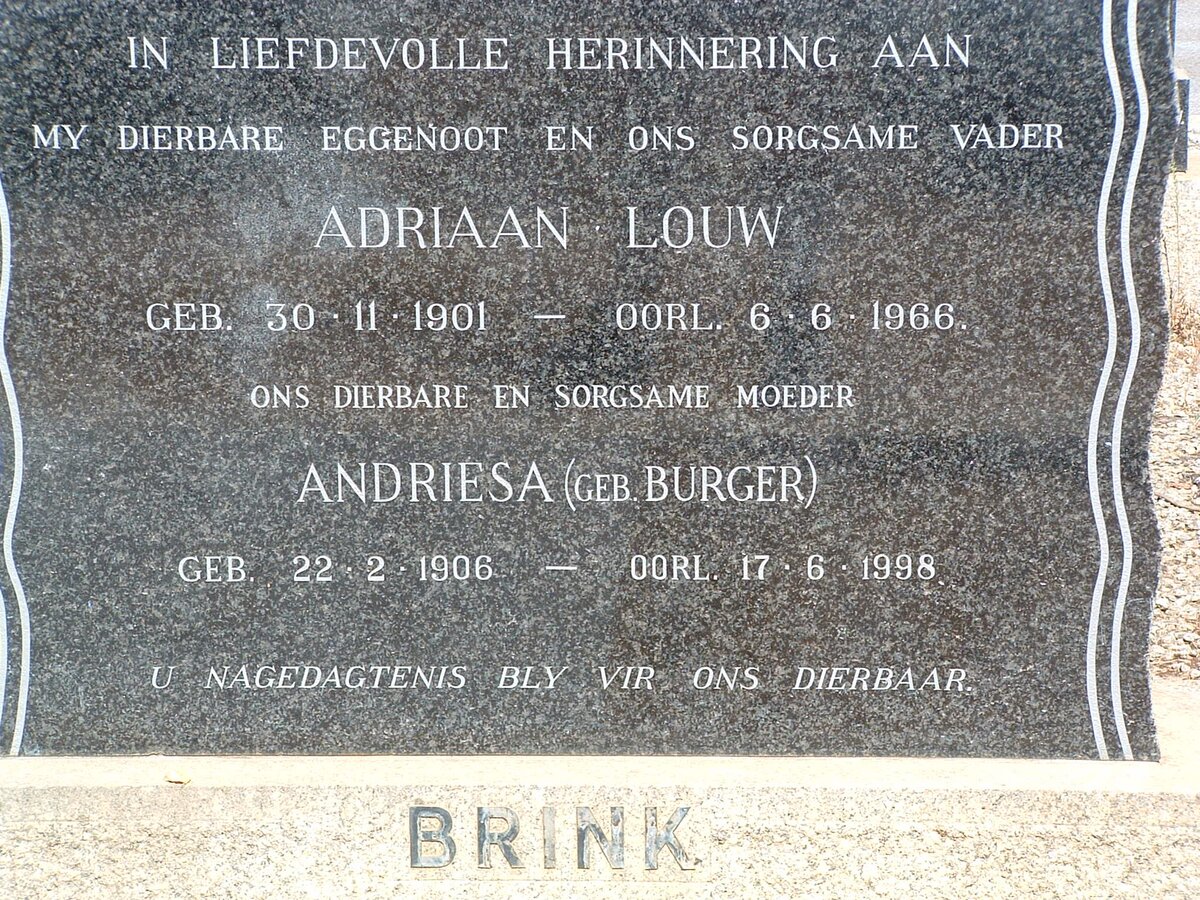 IN LIEFDEVOLLE HERINNERING AAN
MY DIERBARE EGGENOOT EN ONS SORGSAME VADER
ADRIAAN · LOUW
GEB. 30 · 11 · 1901 — OORL. 6 · 6 · 1966.
ONS DIERBARE EN SORGSAME MOEDER
ANDRIESA (GEB. BURGER)
GEB. 22 · 2 · 1906 — OORL. 17 · 6 · 1998.
U NAGEDAGTENIS BLY VIR ONS DIERBAAR.
BRINK